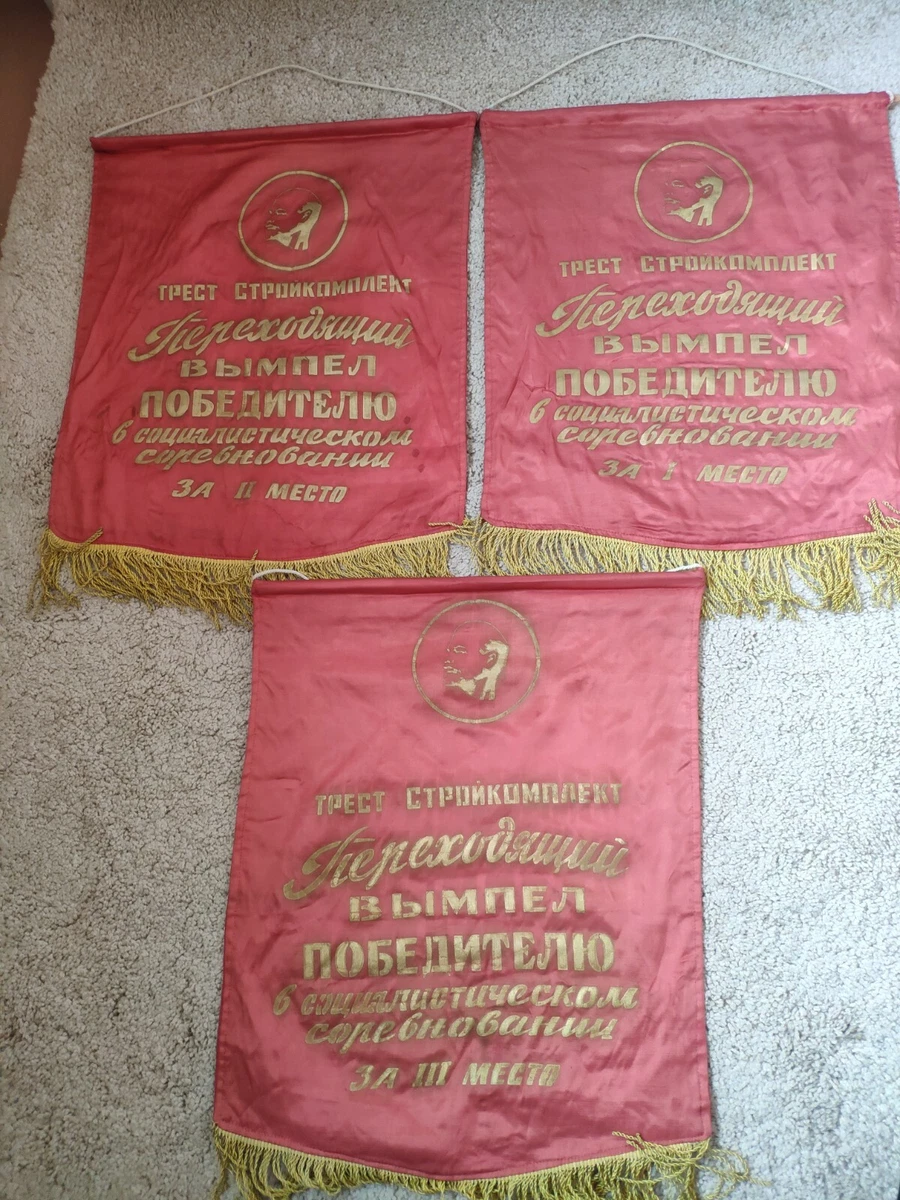 ТРЕСТ СТРОЙКОМПЛЕКТ
Переходящий
ВЫМПЕЛ
ПОБЕДИТЕЛЮ
в социалистическом
соревновании
ЗА II МЕСТО
ТРЕСТ СТРОЙКОМПЛЕКТ
Переходящий
ВЫМПЕЛ
ПОБЕДИТЕЛЮ
в социалистическом
соревновании
ЗА I МЕСТО
ТРЕСТ СТРОЙКОМПЛЕКТ
Переходящий
ВЫМПЕЛ
ПОБЕДИТЕЛЮ
в социалистическом
соревновании
ЗА III МЕСТО